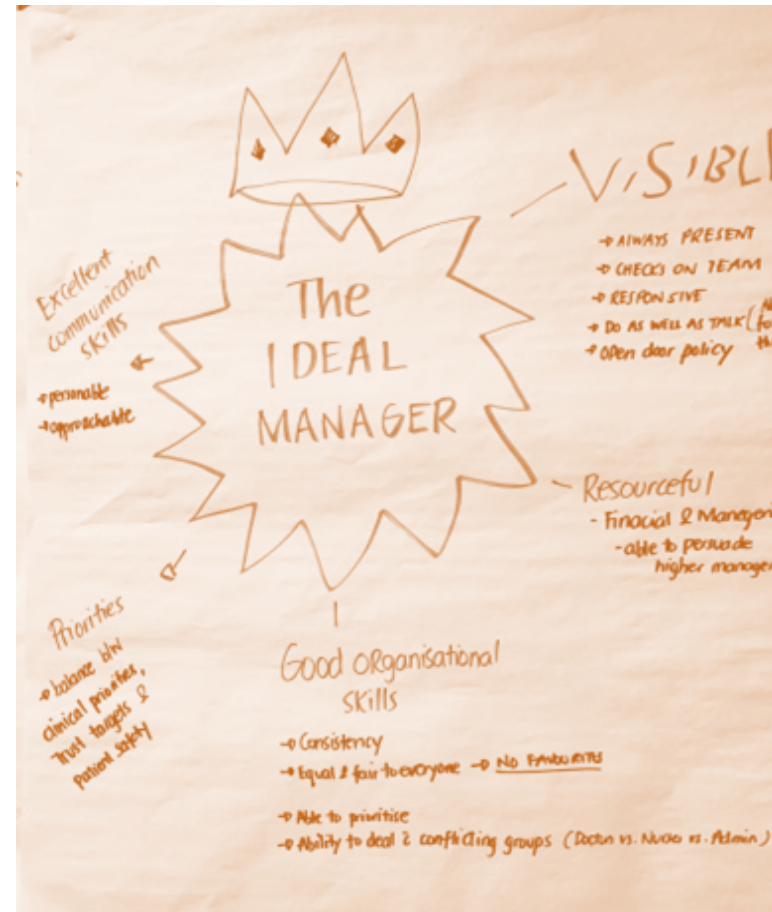 The
IDEAL
MANAGER
VISIBL
→ AIWAYS PRESENT
→ CHECKS ON TEAM
→ RESPONSIVE
→ DO AS WELL AS TALK (
→ open door policy
Resourceful
- Finacial & Manageri
- able to persuade
higher manager
Good ORganisational
SKills
→ Consistency
→ Equal & fair to everyone → NO FAVOURITES
→ Able to prioritise
→ Ability to deal c̄ conflicting groups (Doctors vs. Nurses vs. Admin)
Priorities
→ balance b/w
clinical priorities,
Trust targets &
patient safety
Excellent
communication
skills
→ personable
→ approachable